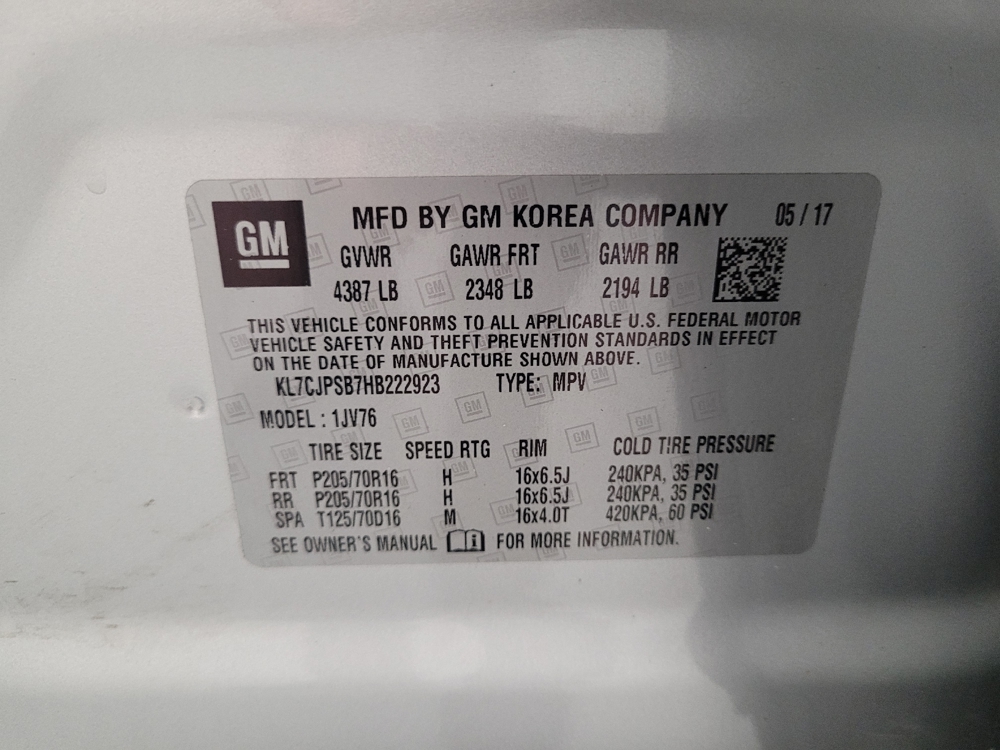 GM MFD BY GM KOREA COMPANY 05 / 17
GVWR GAWR FRT GAWR RR
4387 LB 2348 LB 2194 LB
THIS VEHICLE CONFORMS TO ALL APPLICABLE U.S. FEDERAL MOTOR
VEHICLE SAFETY AND THEFT PREVENTION STANDARDS IN EFFECT
ON THE DATE OF MANUFACTURE SHOWN ABOVE.
KL7CJPSB7HB222923 TYPE: MPV
MODEL : 1JV76
TIRE SIZE SPEED RTG RIM COLD TIRE PRESSURE
FRT P205/70R16 H 16x6.5J 240KPA, 35 PSI
RR P205/70R16 H 16x6.5J 240KPA, 35 PSI
SPA T125/70D16 M 16x4.0T 420KPA, 60 PSI
SEE OWNER'S MANUAL FOR MORE INFORMATION.